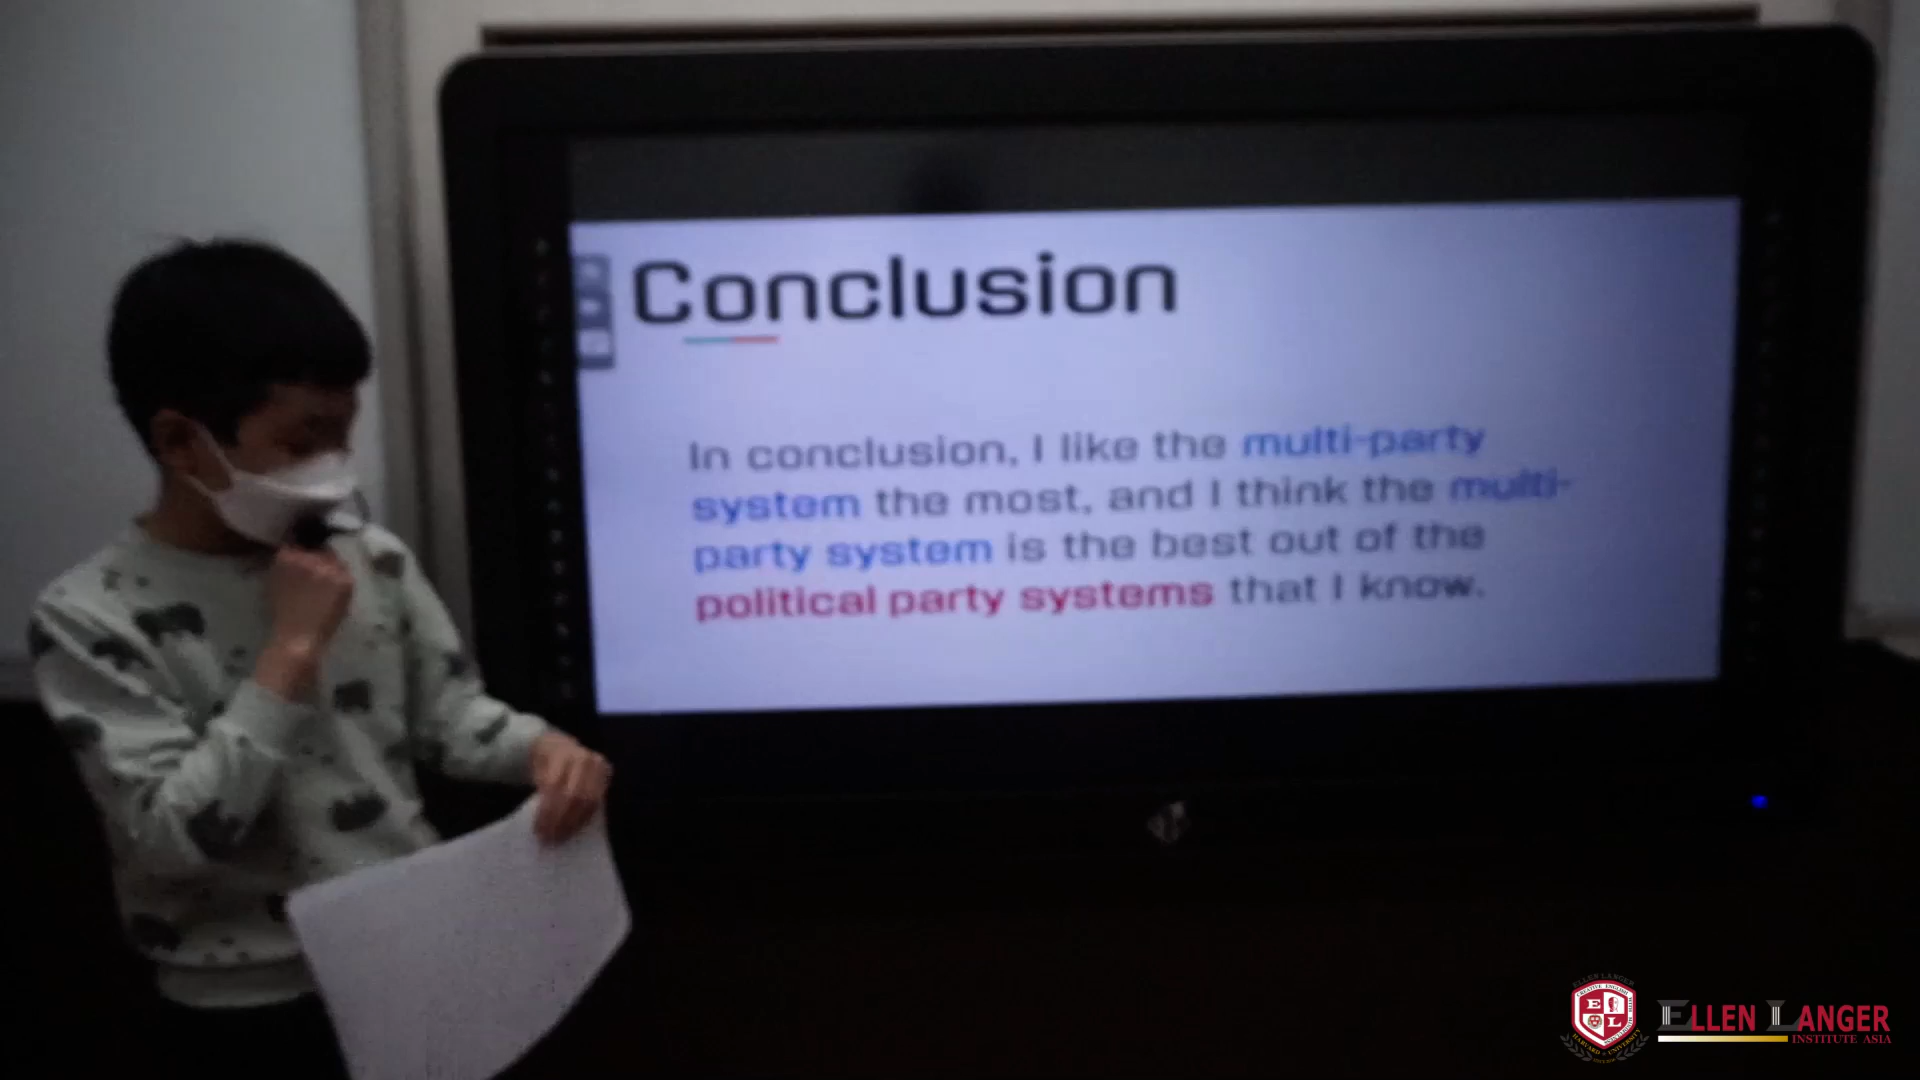 Conclusion
In conclusion, I like the multi-party
system the most, and I think the multi-
party system is the best out of the
political party systems that I know.
E
L
ELLEN LANGER
INSTITUTE ASIA